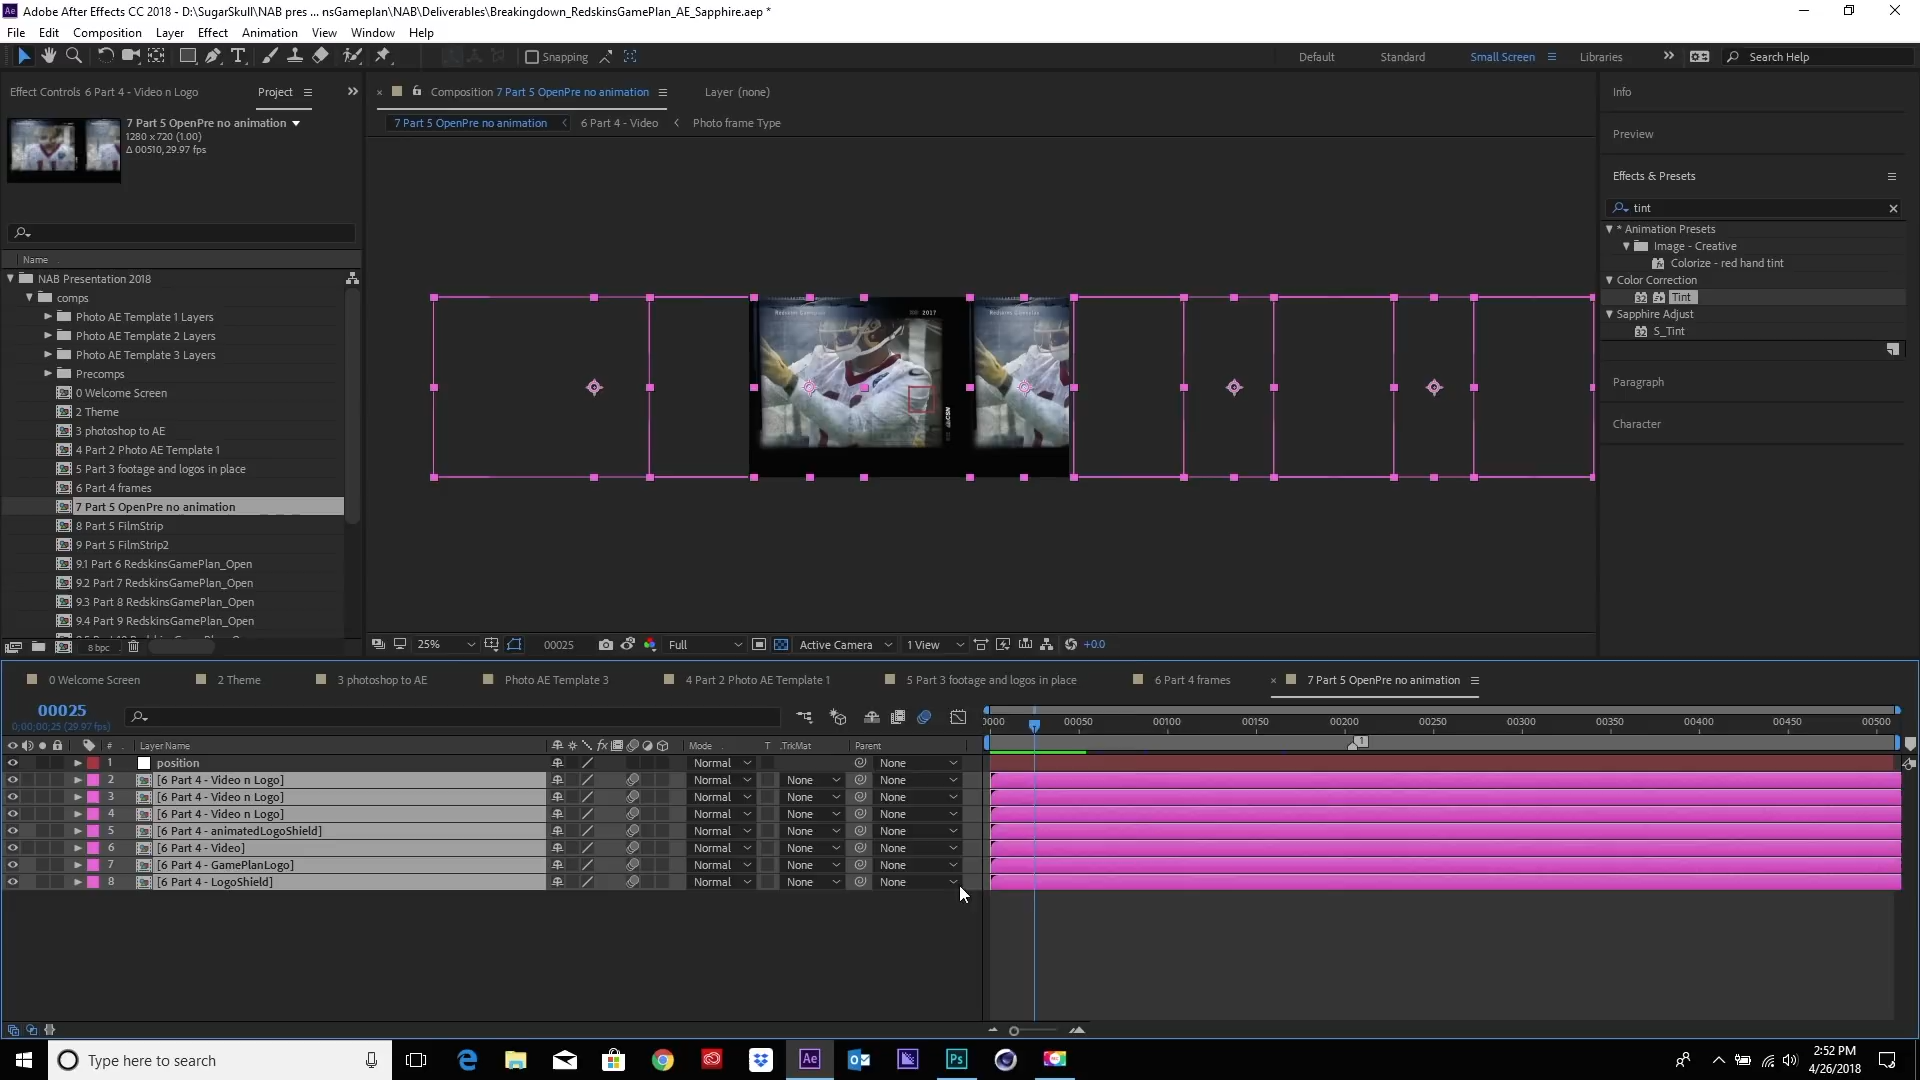 Adobe After Effects CC 2018 - D:\SugarSkull\NAB pres ... nsGameplan\NAB\Deliverables\Breakingdown_RedskinsGamePlan_AE_Sapphire.aep *
File Edit Composition Layer Effect Animation View Window Help
Snapping
Default Standard Small Screen Libraries Search Help
Effect Controls 6 Part 4 - Video n Logo Project
Composition 7 Part 5 OpenPre no animation Layer (none)
7 Part 5 OpenPre no animation 6 Part 4 - Video Photo frame Type
7 Part 5 OpenPre no animation
1280 x 720 (1.00)
Δ 00510, 29.97 fps
Name
NAB Presentation 2018
comps
Photo AE Template 1 Layers
Photo AE Template 2 Layers
Photo AE Template 3 Layers
Precomps
0 Welcome Screen
2 Theme
3 photoshop to AE
4 Part 2 Photo AE Template 1
5 Part 3 footage and logos in place
6 Part 4 frames
7 Part 5 OpenPre no animation
8 Part 5 FilmStrip
9 Part 5 FilmStrip2
9.1 Part 6 RedskinsGamePlan_Open
9.2 Part 7 RedskinsGamePlan_Open
9.3 Part 8 RedskinsGamePlan_Open
9.4 Part 9 RedskinsGamePlan_Open
8 bpc
2017
25% 00025 Full Active Camera 1 View +0.0
Info
Preview
Effects & Presets
tint
* Animation Presets
Image - Creative
Colorize - red hand tint
Color Correction
Tint
Sapphire Adjust
S_Tint
Paragraph
Character
0 Welcome Screen 2 Theme 3 photoshop to AE Photo AE Template 3 4 Part 2 Photo AE Template 1 5 Part 3 footage and logos in place 6 Part 4 frames 7 Part 5 OpenPre no animation
00025
0:00:00:25 (29.97 fps)
0000 00050 00100 00150 00200 00250 00300 00350 00400 00450 00500
# Layer Name Mode T .TrkMat Parent
1
1 position Normal None
2 [6 Part 4 - Video n Logo] Normal None None
3 [6 Part 4 - Video n Logo] Normal None None
4 [6 Part 4 - Video n Logo] Normal None None
5 [6 Part 4 - animatedLogoShield] Normal None None
6 [6 Part 4 - Video] Normal None None
7 [6 Part 4 - GamePlanLogo] Normal None None
8 [6 Part 4 - LogoShield] Normal None None
Type here to search
2:52 PM
4/26/2018